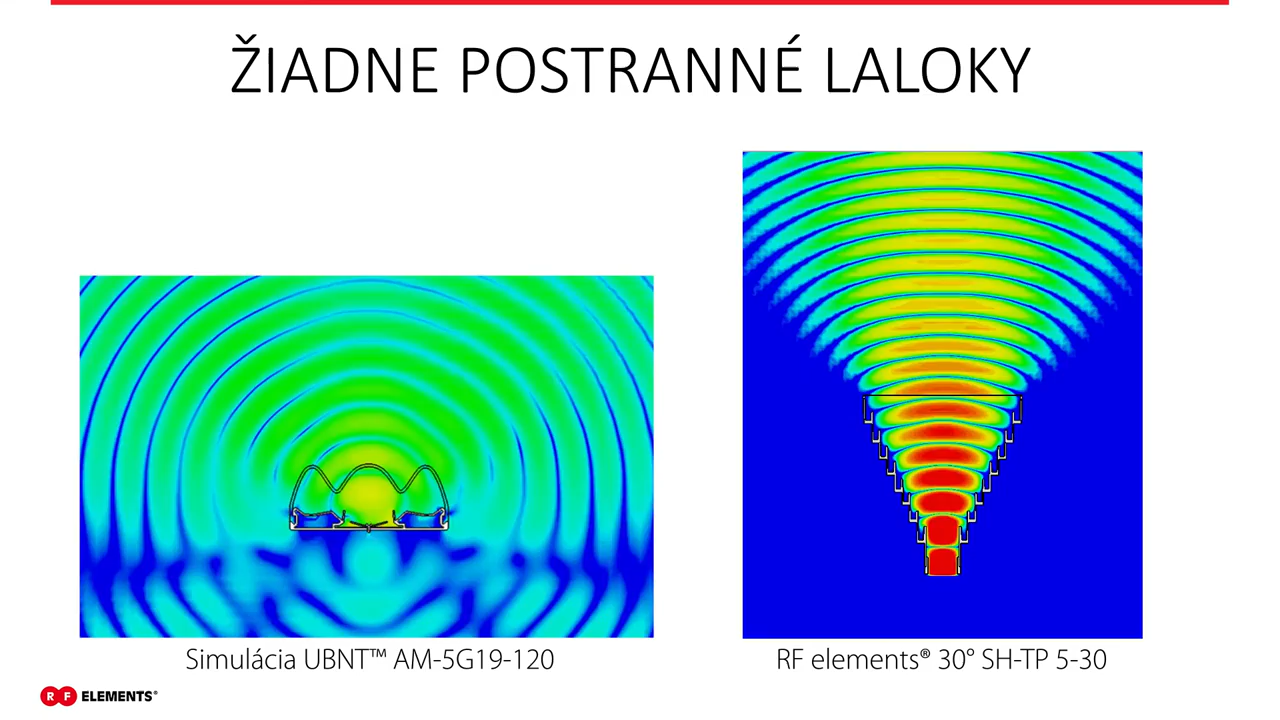 ŽIADNE POSTRANNÉ LALOKY
Simulácia UBNT™ AM-5G19-120
RF elements® 30° SH-TP 5-30
RF ELEMENTS®